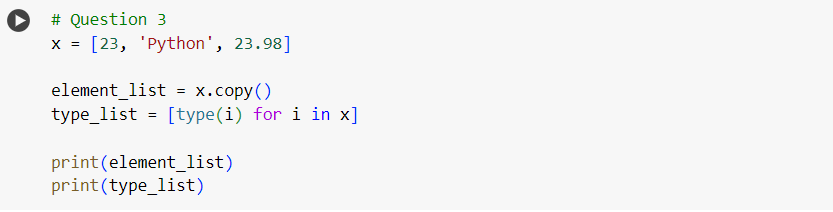 # Question 3
x = [23, 'Python', 23.98]
element_list = x.copy()
type_list = [type(i) for i in x]
print(element_list)
print(type_list)